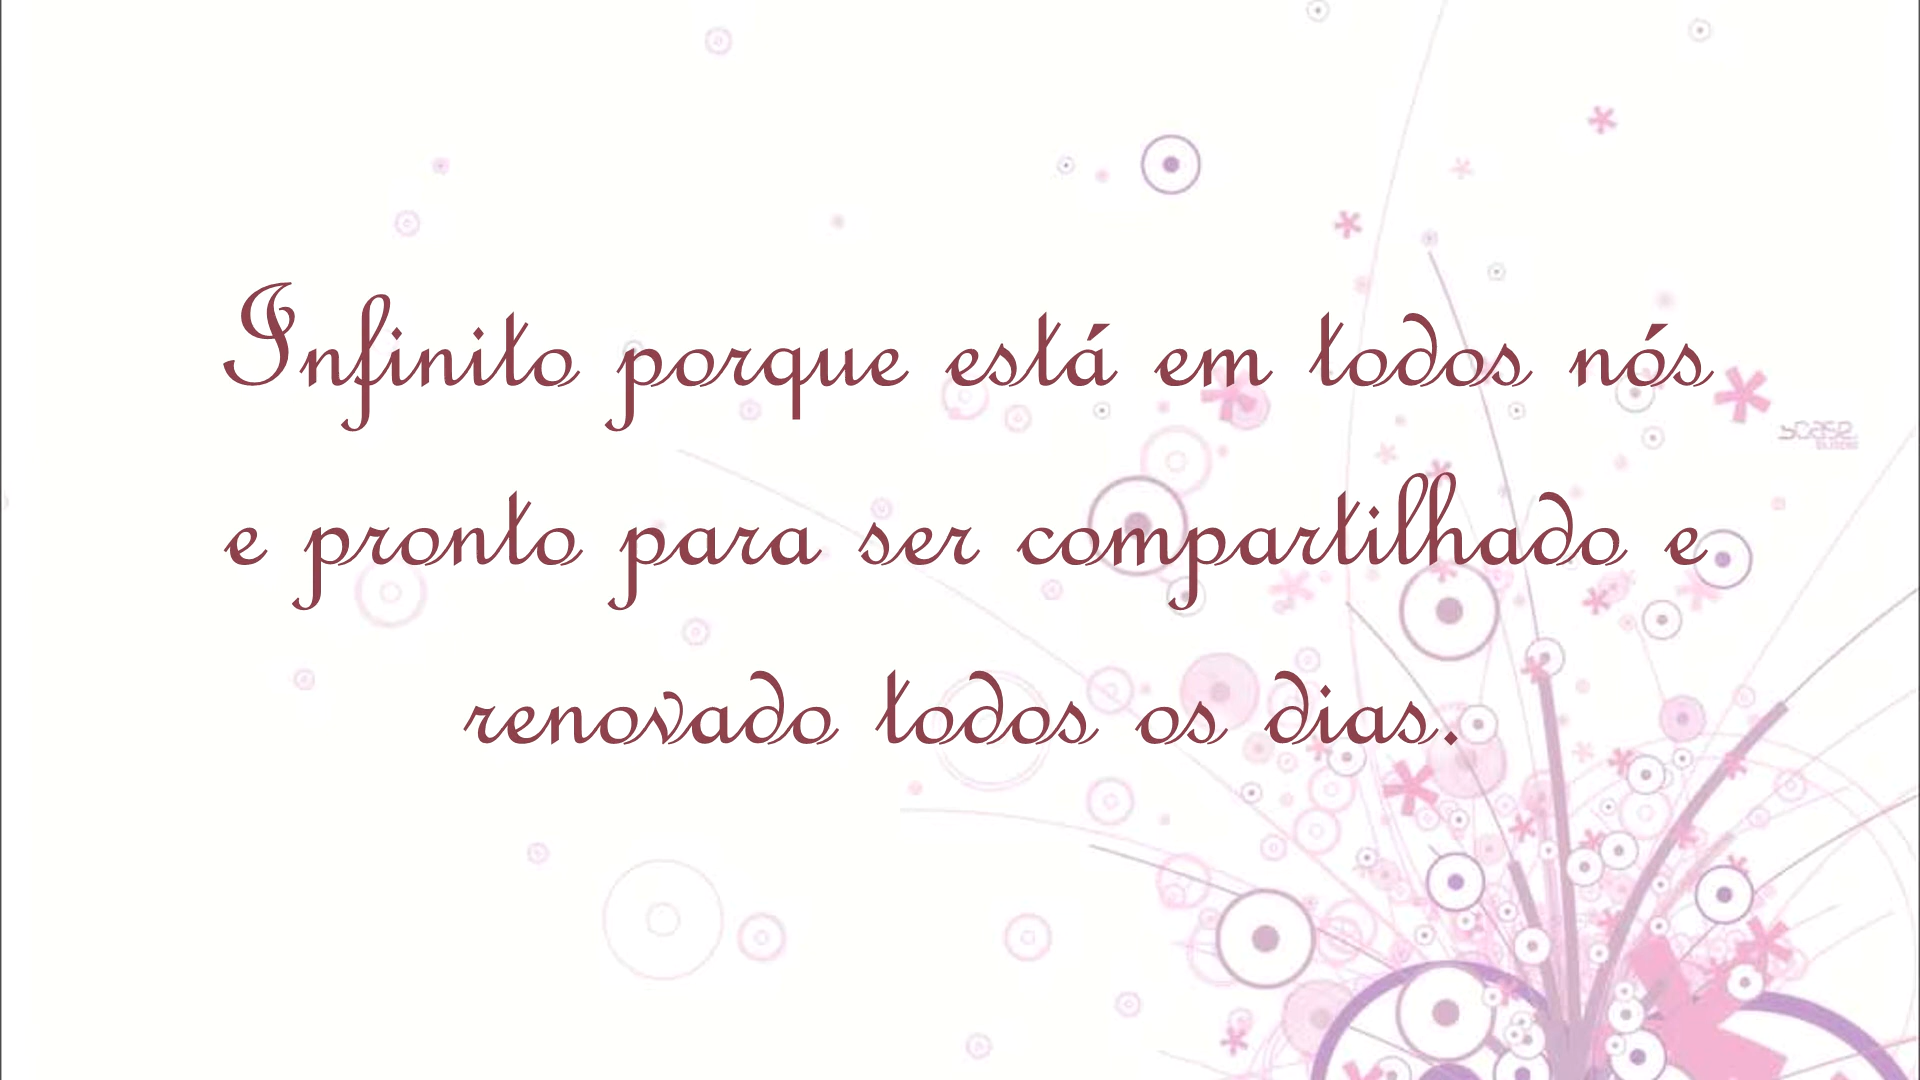 Infinito porque está em todos nós
e pronto para ser compartilhado e
renovado todos os dias.